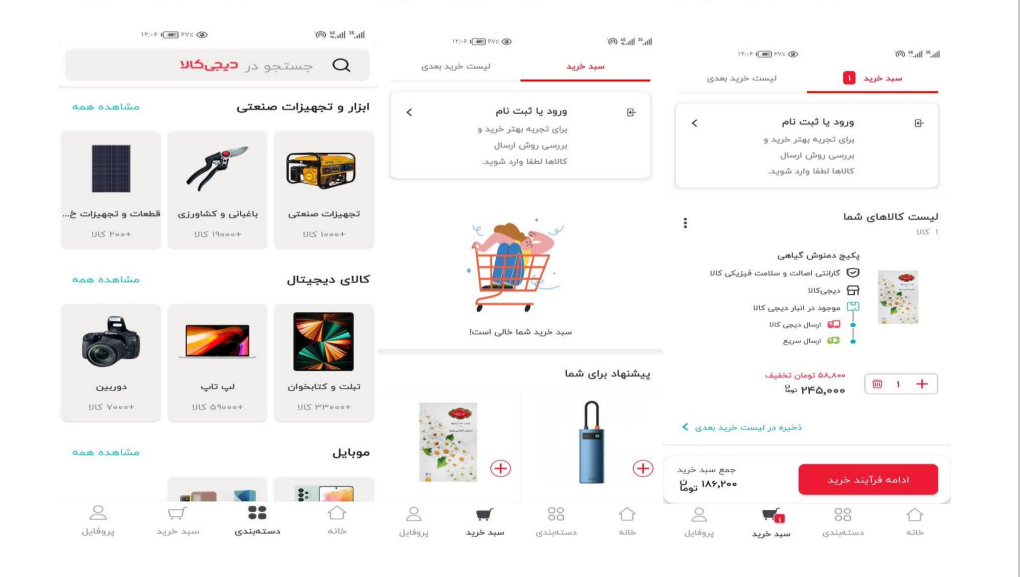 ۱۲:۰۶
۶۷٪
جستجو در دیجی‌کالا
ابزار و تجهیزات صنعتی
مشاهده همه
تجهیزات صنعتی
+۱۰۰۰ کالا
باغبانی و کشاورزی
+۱۹۰۰۰ کالا
قطعات و تجهیزات خ...
+۲۰۰ کالا
کالای دیجیتال
مشاهده همه
تبلت و کتابخوان
+۳۳۰۰۰ کالا
لپ تاپ
+۵۹۰۰۰ کالا
دوربین
+۷۰۰۰ کالا
موبایل
مشاهده همه
خانه
دسته‌بندی
سبد خرید
پروفایل
۱۲:۰۶
۶۷٪
سبد خرید
لیست خرید بعدی
ورود یا ثبت نام
برای تجربه بهتر خرید و
بررسی روش ارسال
کالاها لطفا وارد شوید.
سبد خرید شما خالی است!
پیشنهاد برای شما
خانه
دسته‌بندی
سبد خرید
پروفایل
۱۲:۰۶
۶۷٪
سبد خرید ۱
لیست خرید بعدی
ورود یا ثبت نام
برای تجربه بهتر خرید و
بررسی روش ارسال
کالاها لطفا وارد شوید.
لیست کالاهای شما
۱ کالا
پکیج دمنوش گیاهی
گارانتی اصالت و سلامت فیزیکی کالا
دیجی‌کالا
موجود در انبار دیجی کالا
ارسال دیجی کالا
ارسال سریع
۵۸,۸۰۰ تومان تخفیف
۲۴۵,۰۰۰ تومان
۱
ذخیره در لیست خرید بعدی
جمع سبد خرید
۱۸۶,۲۰۰ تومان
ادامه فرآیند خرید
خانه
دسته‌بندی
سبد خرید
۱
پروفایل